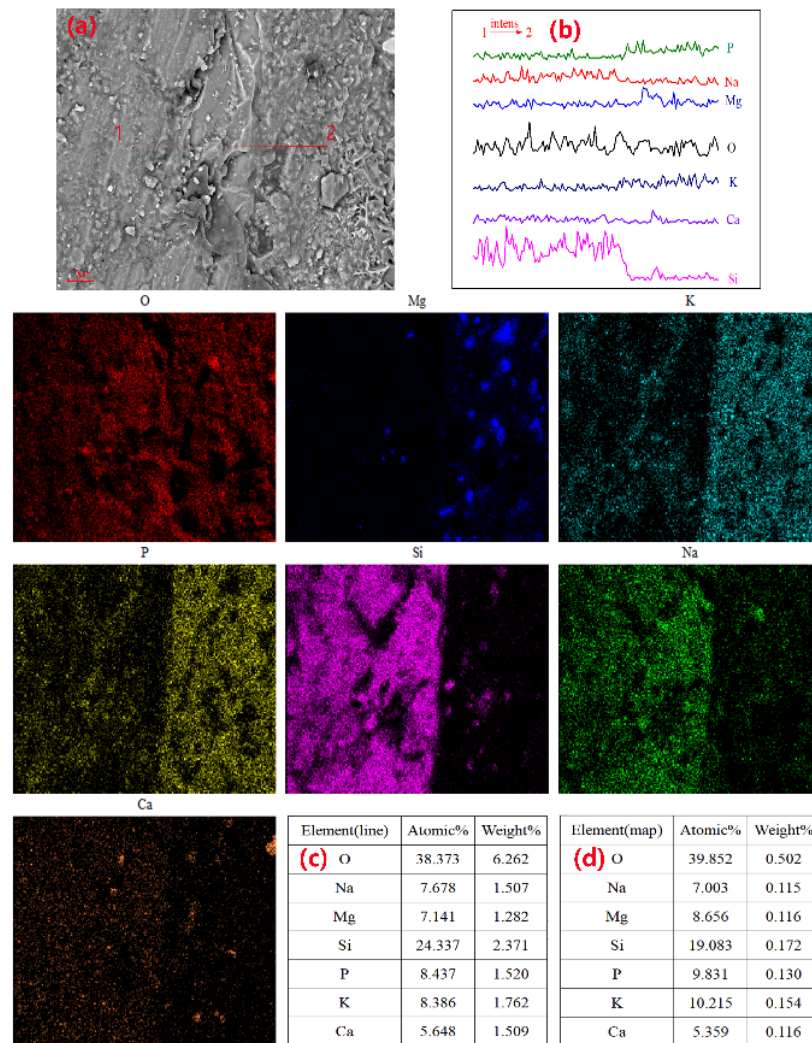 (a)
1
2
(b)
intens
1 2
P
Na
Mg
O
K
Ca
Si
O Mg K
P Si Na
Ca
(c)
Element(line) Atomic% Weight%
O 38.373 6.262
Na 7.678 1.507
Mg 7.141 1.282
Si 24.337 2.371
P 8.437 1.520
K 8.386 1.762
Ca 5.648 1.509
(d)
Element(map) Atomic% Weight%
O 39.852 0.502
Na 7.003 0.115
Mg 8.656 0.116
Si 19.083 0.172
P 9.831 0.130
K 10.215 0.154
Ca 5.359 0.116